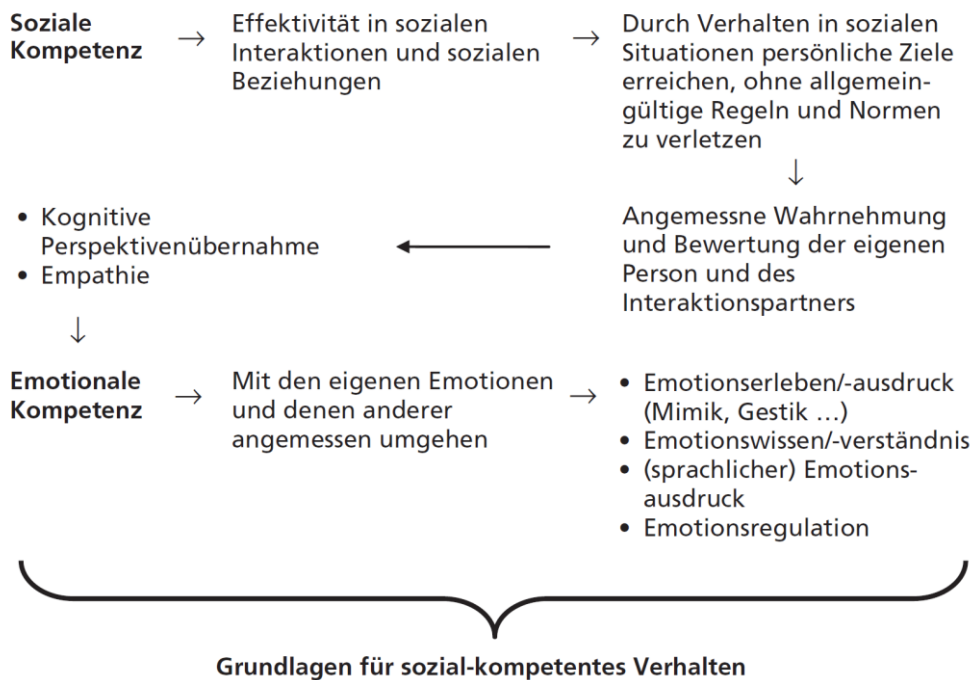 Soziale
Kompetenz
→
Effektivität in sozialen
Interaktionen und sozialen
Beziehungen
→
Durch Verhalten in sozialen
Situationen persönliche Ziele
erreichen, ohne allgemein-
gültige Regeln und Normen
zu verletzen
↓
Angemessne Wahrnehmung
und Bewertung der eigenen
Person und des
Interaktionspartners
←
• Kognitive
Perspektivenübernahme
• Empathie
↓
Emotionale
Kompetenz
→
Mit den eigenen Emotionen
und denen anderer
angemessen umgehen
→
• Emotionserleben/-ausdruck
(Mimik, Gestik ...)
• Emotionswissen/-verständnis
• (sprachlicher) Emotions-
ausdruck
• Emotionsregulation
Grundlagen für sozial-kompetentes Verhalten